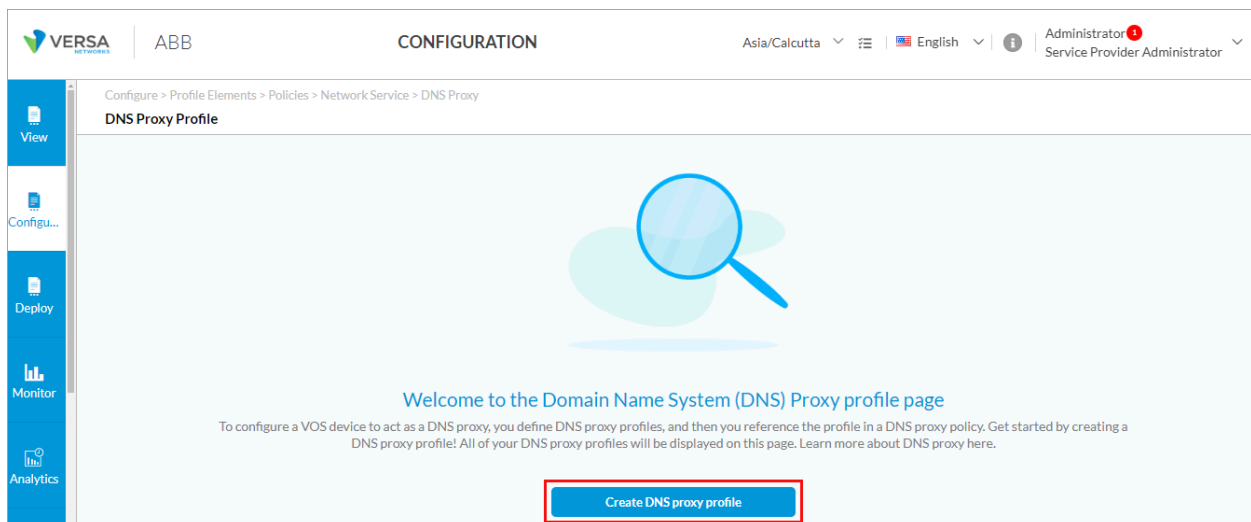 VERSA
NETWORKS
ABB
CONFIGURATION
Asia/Calcutta
English
Administrator 1
Service Provider Administrator
Configure > Profile Elements > Policies > Network Service > DNS Proxy
DNS Proxy Profile
View
Configu...
Deploy
Monitor
Analytics
Welcome to the Domain Name System (DNS) Proxy profile page
To configure a VOS device to act as a DNS proxy, you define DNS proxy profiles, and then you reference the profile in a DNS proxy policy. Get started by creating a
DNS proxy profile! All of your DNS proxy profiles will be displayed on this page. Learn more about DNS proxy here.
Create DNS proxy profile